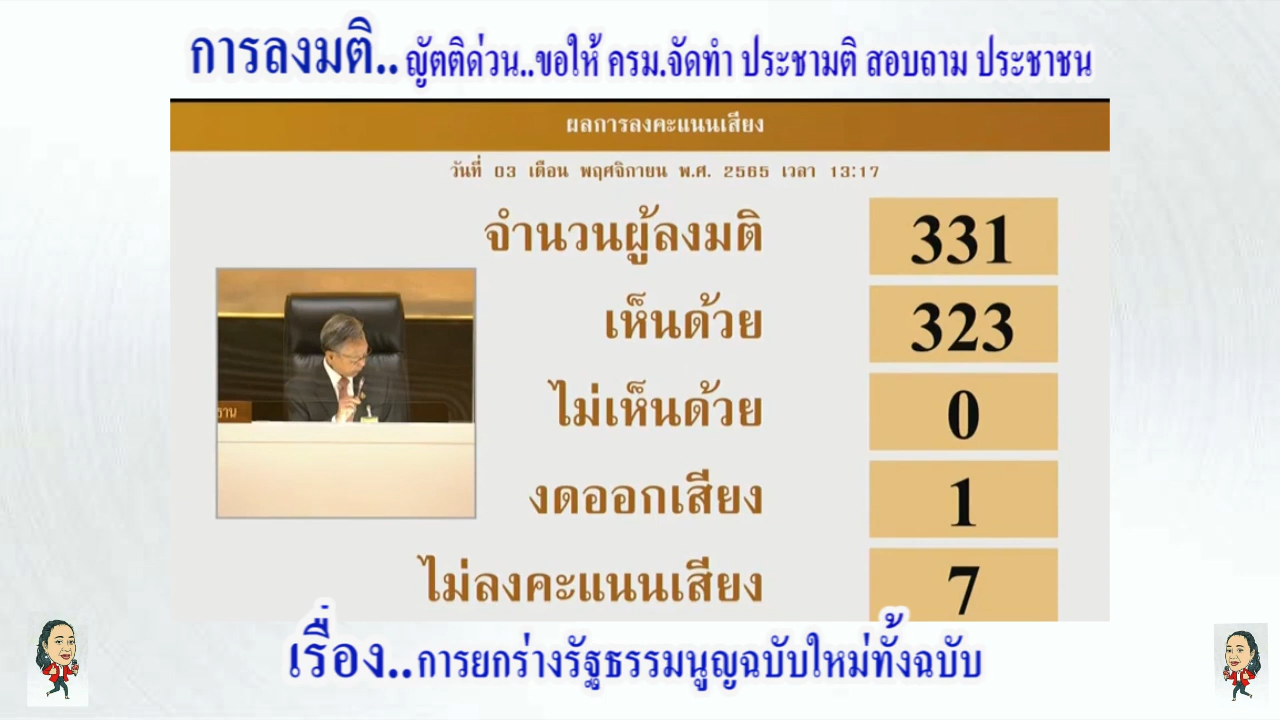 การลงมติ..ญัตติด่วน..ขอให้ ครม.จัดทำ ประชามติ สอบถาม ประชาชน
ผลการลงคะแนนเสียง
วันที่ 03 เดือน พฤศจิกายน พ.ศ. 2565 เวลา 13:17
จำนวนผู้ลงมติ 331
เห็นด้วย 323
ไม่เห็นด้วย 0
งดออกเสียง 1
ไม่ลงคะแนนเสียง 7
เรื่อง..การยกร่างรัฐธรรมนูญฉบับใหม่ทั้งฉบับ